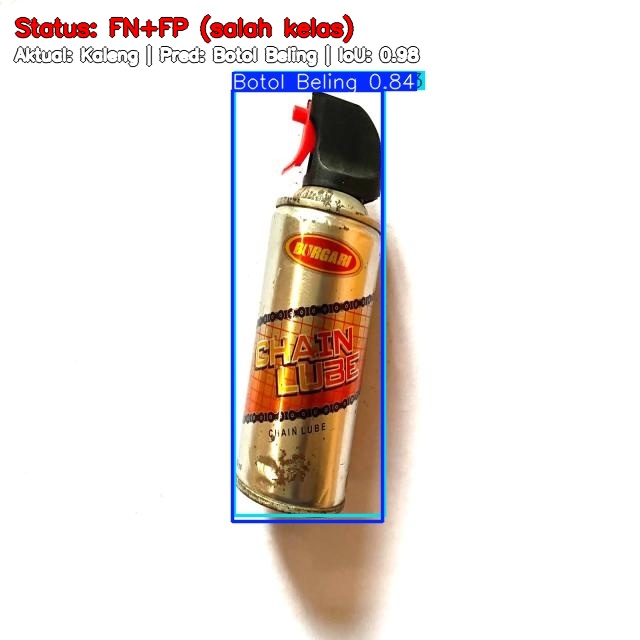 Status: FN+FP (salah kelas)
Aktual: Kaleng | Pred: Botol Beling | IoU: 0.98
Botol Beling 0.84
BURGARI
CHAIN
LUBE
CHAIN LUBE